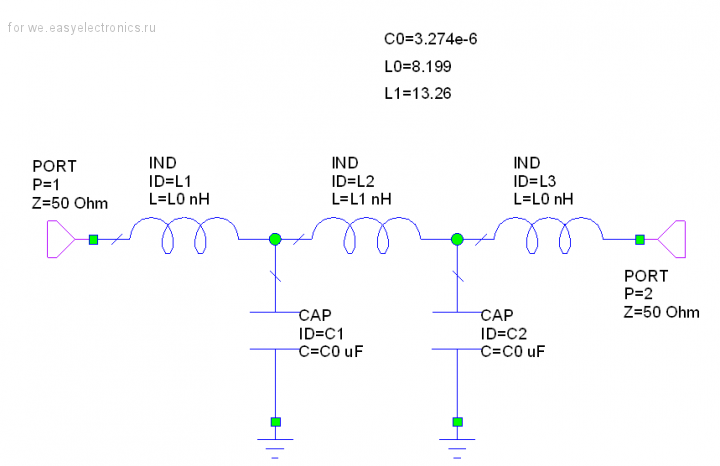 for we.easyelectronics.ru
C0=3.274e-6
L0=8.199
L1=13.26
PORT
P=1
Z=50 Ohm
IND
ID=L1
L=L0 nH
IND
ID=L2
L=L1 nH
IND
ID=L3
L=L0 nH
PORT
P=2
Z=50 Ohm
CAP
ID=C1
C=C0 uF
CAP
ID=C2
C=C0 uF